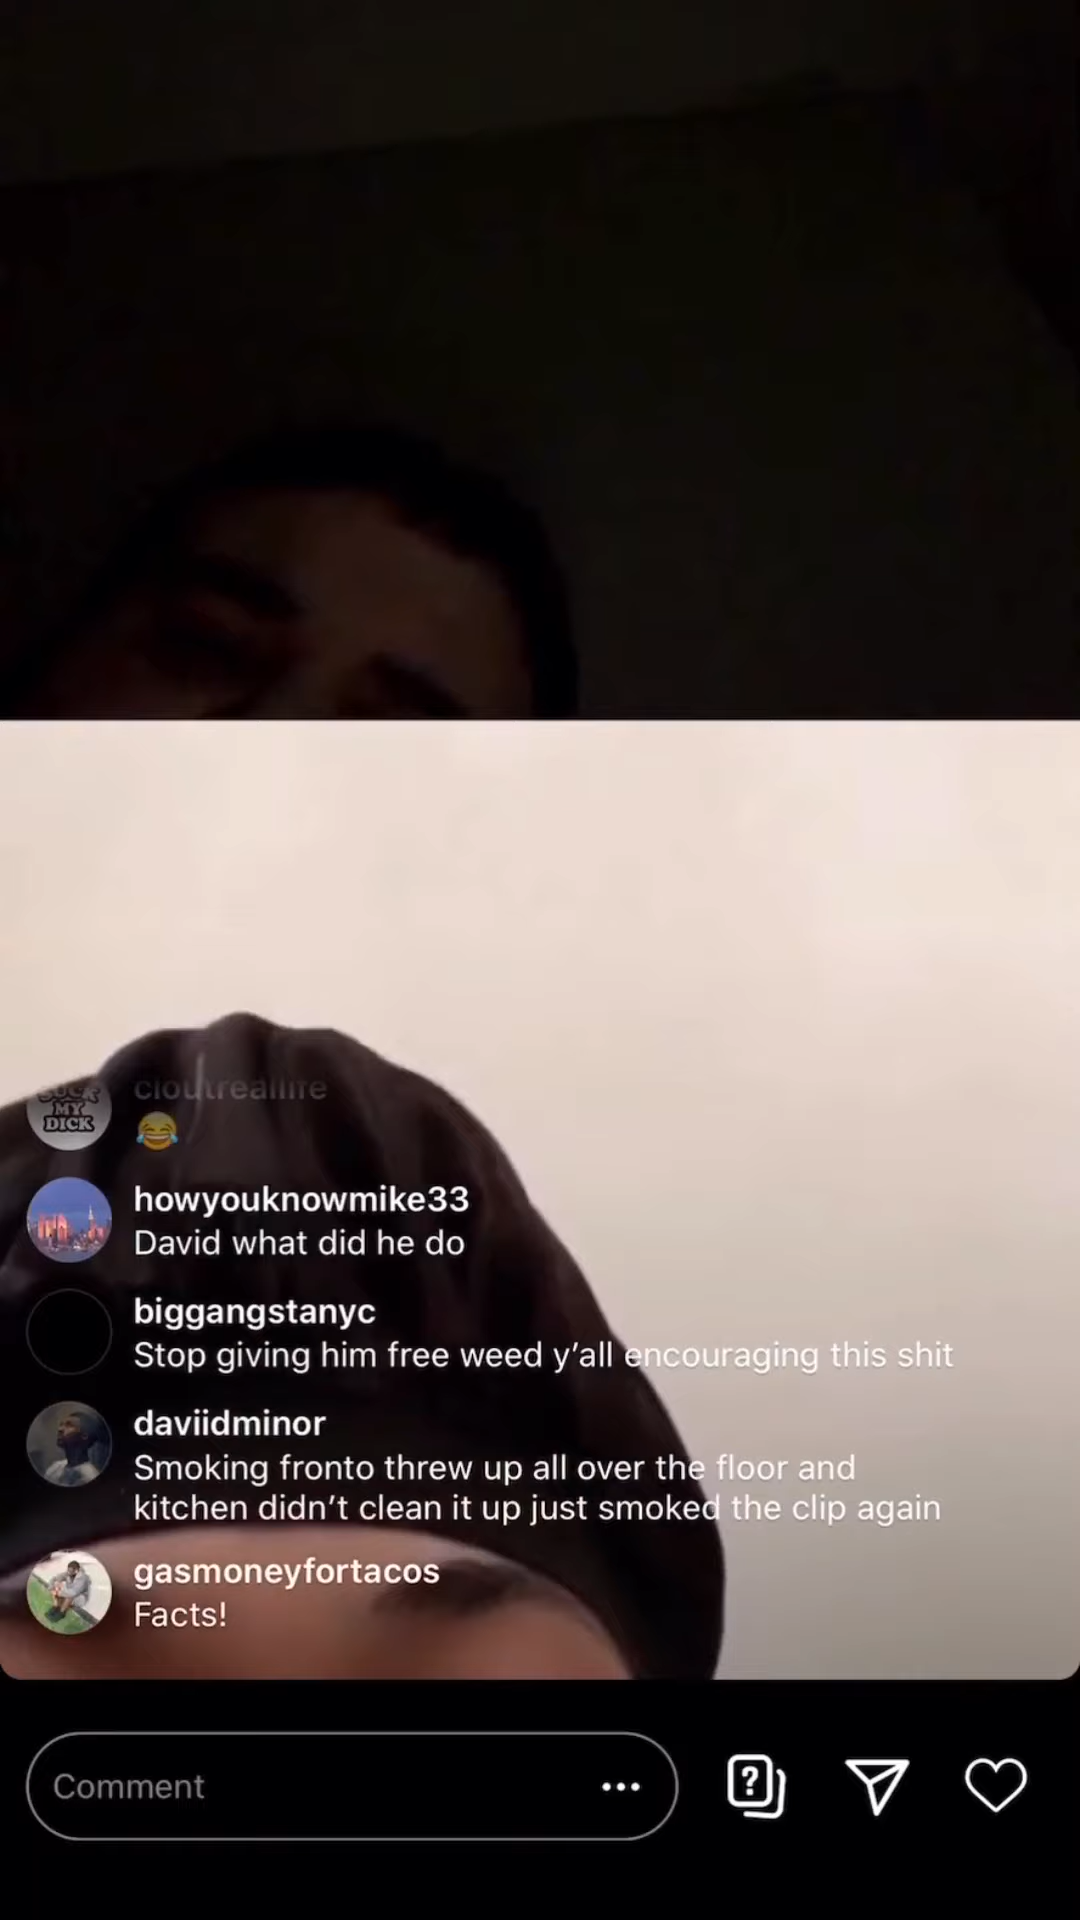 SUCK
MY
DICK
cloutreallife
😂
howyouknowmike33
David what did he do
biggangstanyc
Stop giving him free weed y’all encouraging this shit
daviidminor
Smoking fronto threw up all over the floor and
kitchen didn’t clean it up just smoked the clip again
gasmoneyfortacos
Facts!
Comment
?